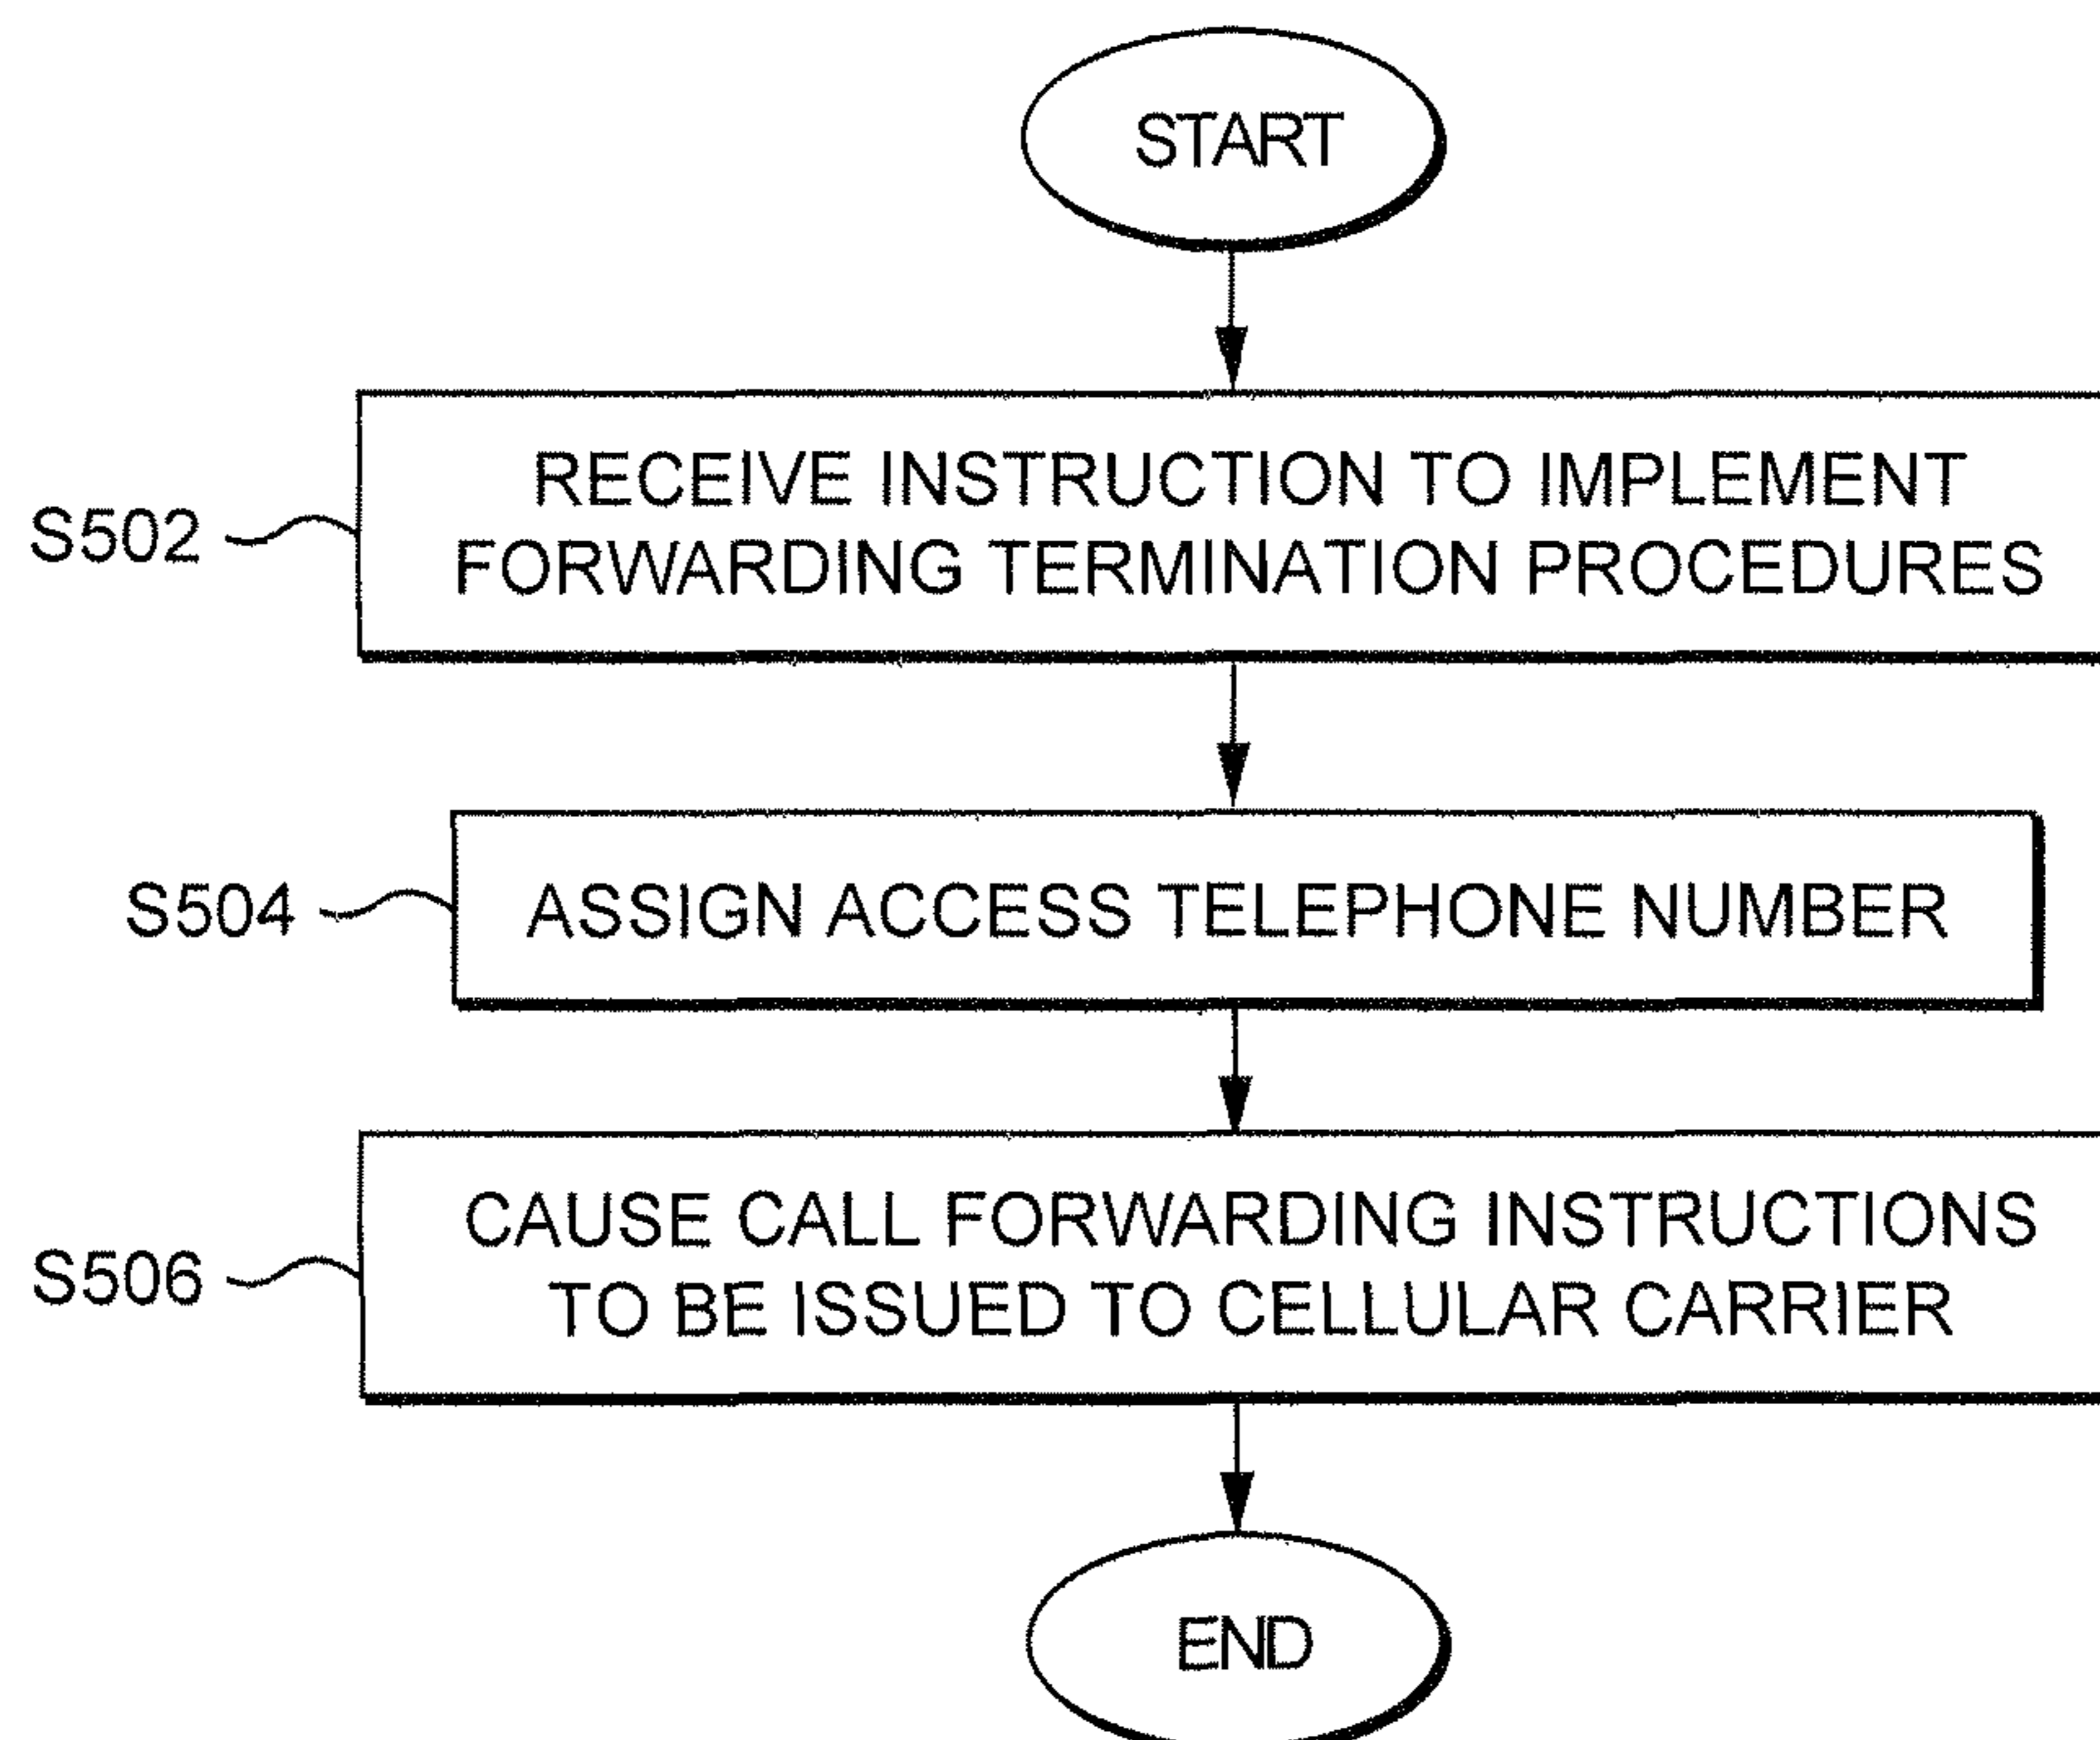 START
S502
RECEIVE INSTRUCTION TO IMPLEMENT
FORWARDING TERMINATION PROCEDURES
S504
ASSIGN ACCESS TELEPHONE NUMBER
S506
CAUSE CALL FORWARDING INSTRUCTIONS
TO BE ISSUED TO CELLULAR CARRIER
END